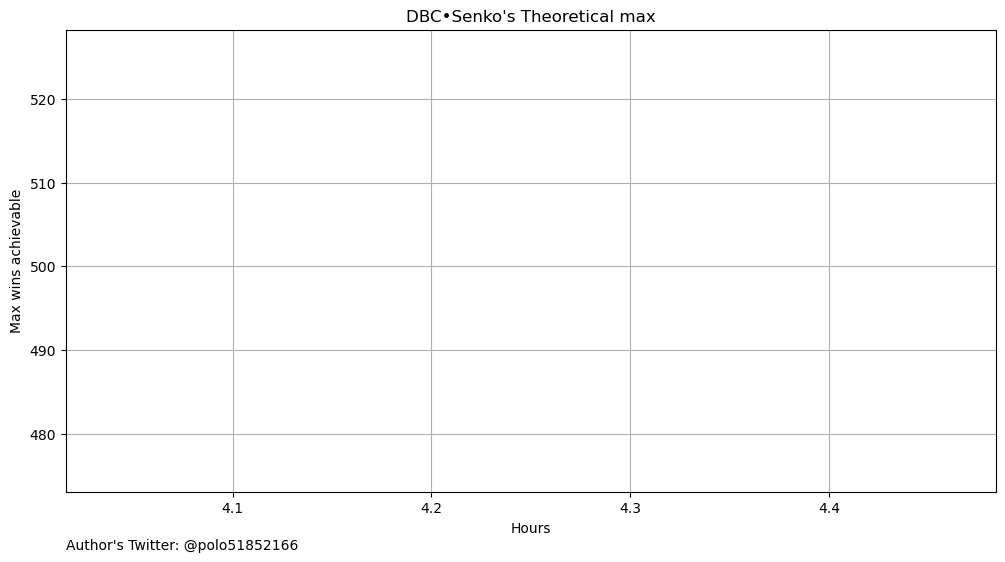 DBC•Senko's Theoretical max
Max wins achievable
520
510
500
490
480
4.1 4.2 4.3 4.4
Hours
Author's Twitter: @polo51852166